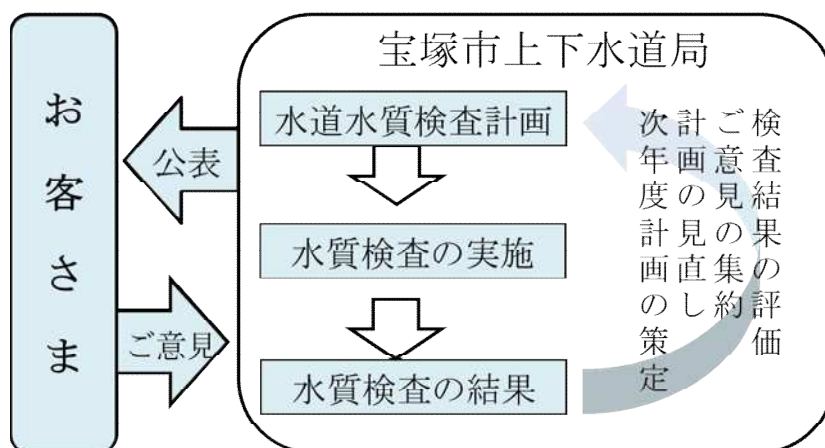 宝塚市上下水道局
お客さま
公表
ご意見
水道水質検査計画
水質検査の実施
水質検査の結果
検査結果の評価
ご意見の集約
計画の見直し
次年度計画の策定